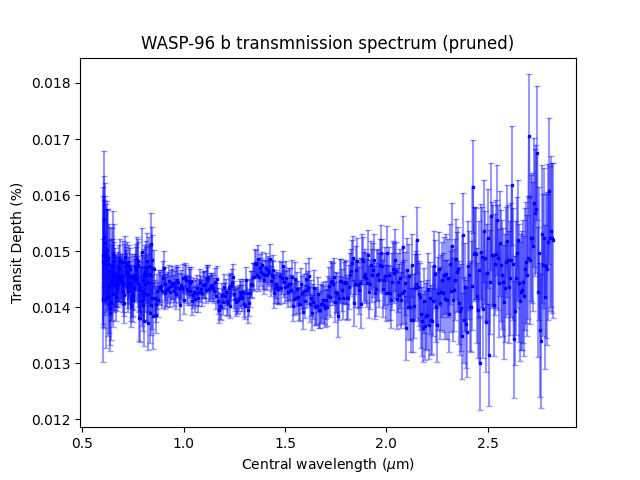 WASP-96 b transmnission spectrum (pruned)
Transit Depth (%)
0.018
0.017
0.016
0.015
0.014
0.013
0.012
0.5 1.0 1.5 2.0 2.5
Central wavelength (μm)